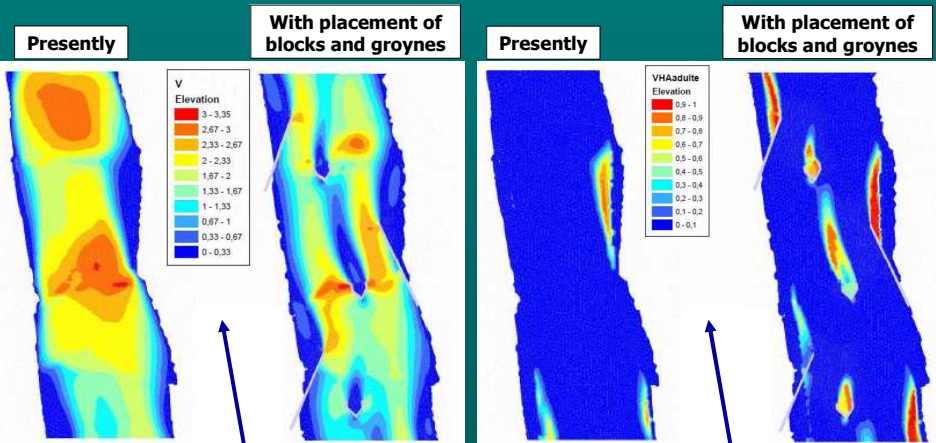 Presently
With placement of
blocks and groynes
V
Elevation
3 - 3,35
2,67 - 3
2,33 - 2,67
2 - 2,33
1,67 - 2
1,33 - 1,67
1 - 1,33
0,67 - 1
0,33 - 0,67
0 - 0,33
Presently
With placement of
blocks and groynes
VHAadulte
Elevation
0,9 - 1
0,8 - 0,9
0,7 - 0,8
0,6 - 0,7
0,5 - 0,6
0,4 - 0,5
0,3 - 0,4
0,2 - 0,3
0,1 - 0,2
0 - 0,1